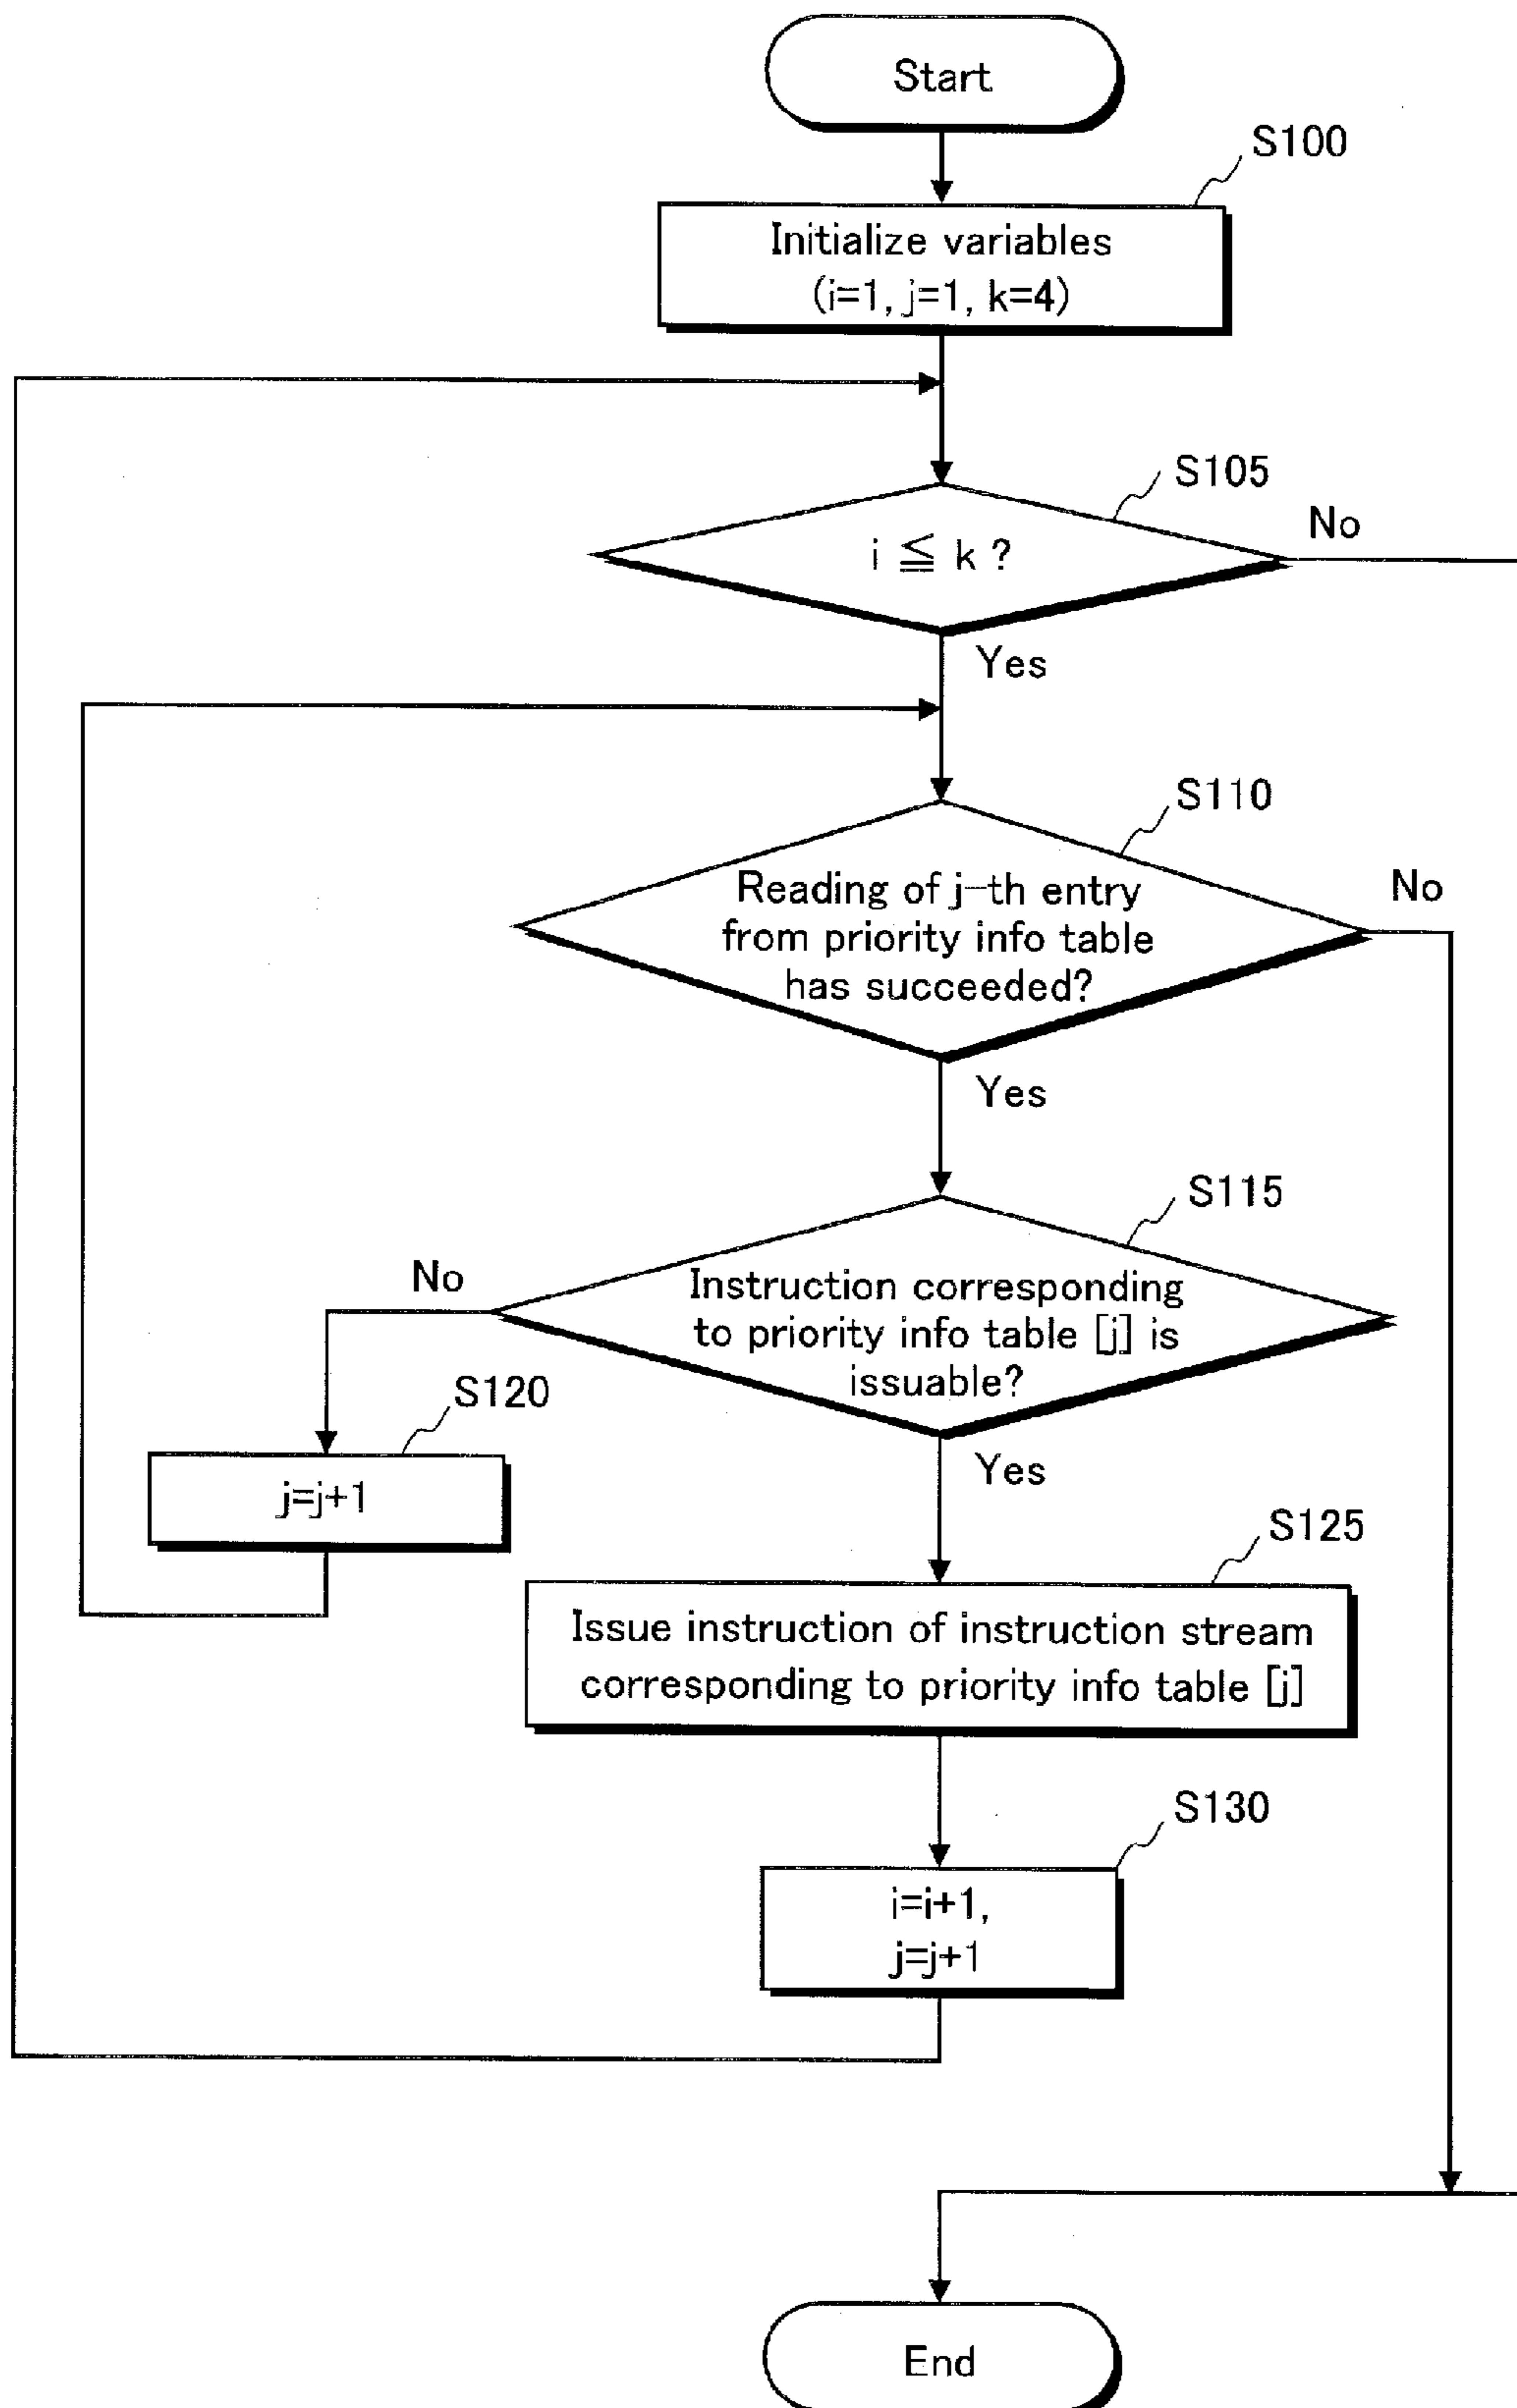 Start
S100
Initialize variables
(i=1, j=1, k=4)
S105
No
i ≦ k ?
Yes
S110
No
Reading of j-th entry
from priority info table
has succeeded?
Yes
S115
No
Instruction corresponding
to priority info table [j] is
issuable?
S120
Yes
j=j+1
S125
Issue instruction of instruction stream
corresponding to priority info table [j]
S130
i=i+1,
j=j+1
End